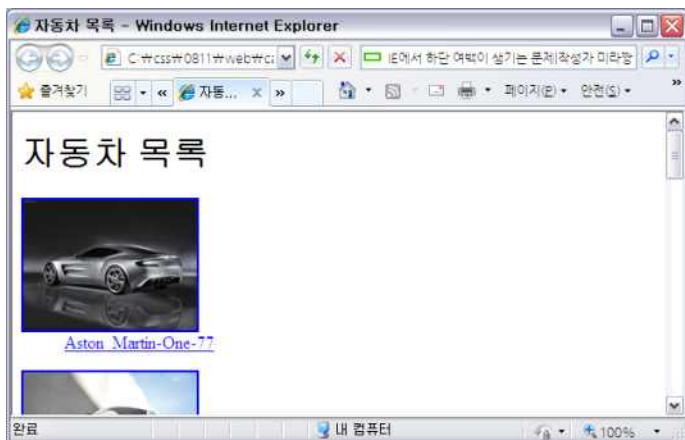 자동차 목록 - Windows Internet Explorer
C:₩css₩0811₩web₩c
IE에서 하단 여백이 생기는 문제|작성가 미라짱
즐겨찾기
자동...
페이지(P)
안전(S)
자동차 목록
Aston_Martin-One-77
완료
내 컴퓨터
100%